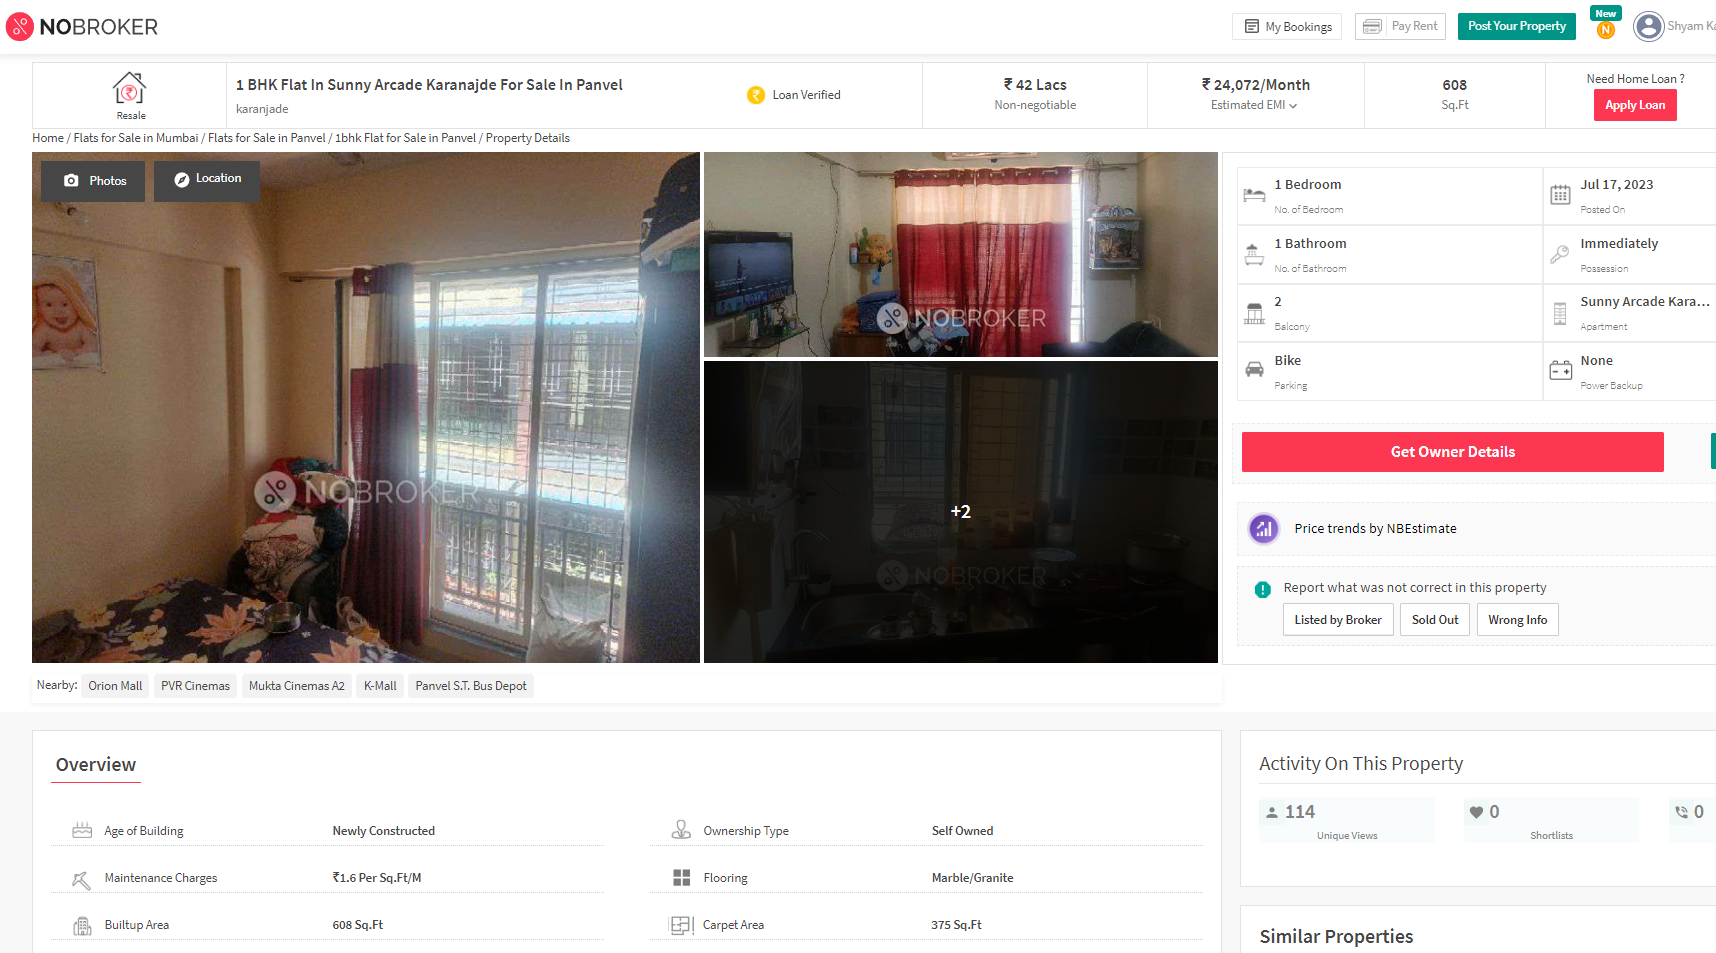 NOBROKER
My Bookings
Pay Rent
Post Your Property
New
N
Shyam Ka
Resale
1 BHK Flat In Sunny Arcade Karanajde For Sale In Panvel
karanjade
Loan Verified
₹ 42 Lacs
Non-negotiable
₹ 24,072/Month
Estimated EMI
608
Sq.Ft
Need Home Loan ?
Apply Loan
Home / Flats for Sale in Mumbai / Flats for Sale in Panvel / 1bhk Flat for Sale in Panvel / Property Details
Photos
Location
NOBROKER
NOBROKER
+2
NOBROKER
1 Bedroom
No. of Bedroom
Jul 17, 2023
Posted On
1 Bathroom
No. of Bathroom
Immediately
Possession
2
Balcony
Sunny Arcade Kara...
Apartment
Bike
Parking
None
Power Backup
Get Owner Details
Price trends by NBEstimate
Report what was not correct in this property
Listed by Broker
Sold Out
Wrong Info
Nearby: Orion Mall PVR Cinemas Mukta Cinemas A2 K-Mall Panvel S.T. Bus Depot
Overview
Age of Building Newly Constructed
Ownership Type Self Owned
Maintenance Charges ₹1.6 Per Sq.Ft/M
Flooring Marble/Granite
Builtup Area 608 Sq.Ft
Carpet Area 375 Sq.Ft
Activity On This Property
114
Unique Views
0
Shortlists
0
Similar Properties